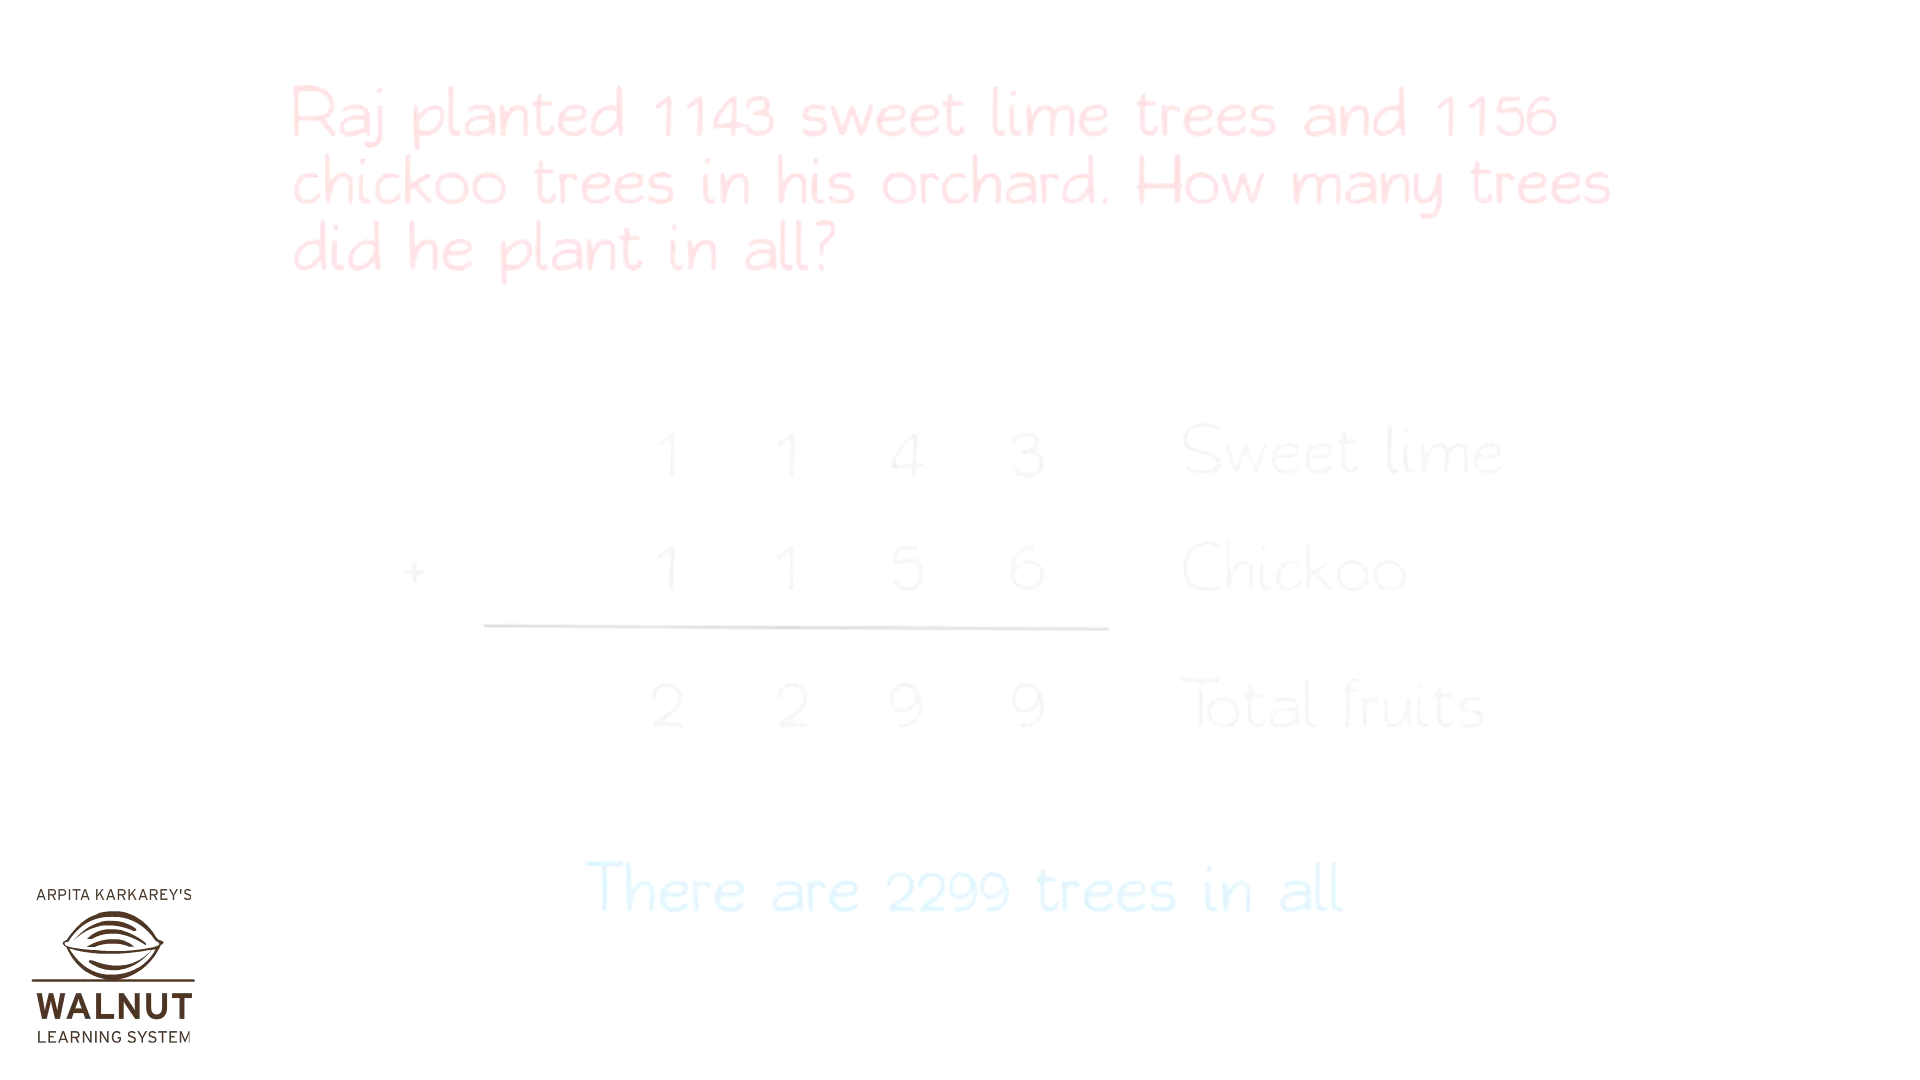 Raj planted 1143 sweet lime trees and 1156
chickoo trees in his orchard. How many trees
did he plant in all?
1 1 4 3 Sweet lime
+ 1 1 5 6 Chickoo
2 2 9 9 Total fruits
There are 2299 trees in all
ARPITA KARKAREY'S
WALNUT
LEARNING SYSTEM